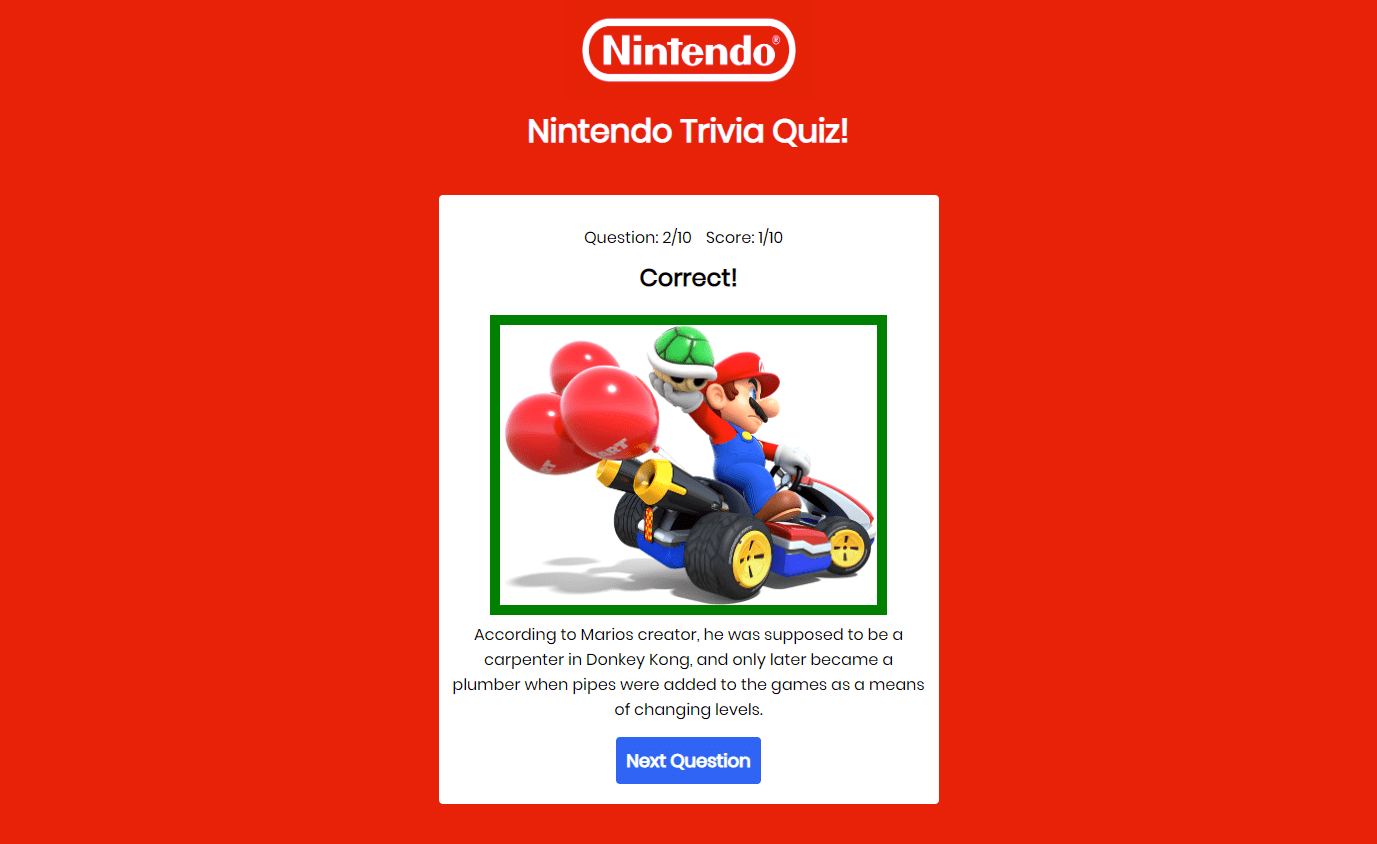 Nintendo®
Nintendo Trivia Quiz!
Question: 2/10 Score: 1/10
Correct!
According to Marios creator, he was supposed to be a
carpenter in Donkey Kong, and only later became a
plumber when pipes were added to the games as a means
of changing levels.
Next Question